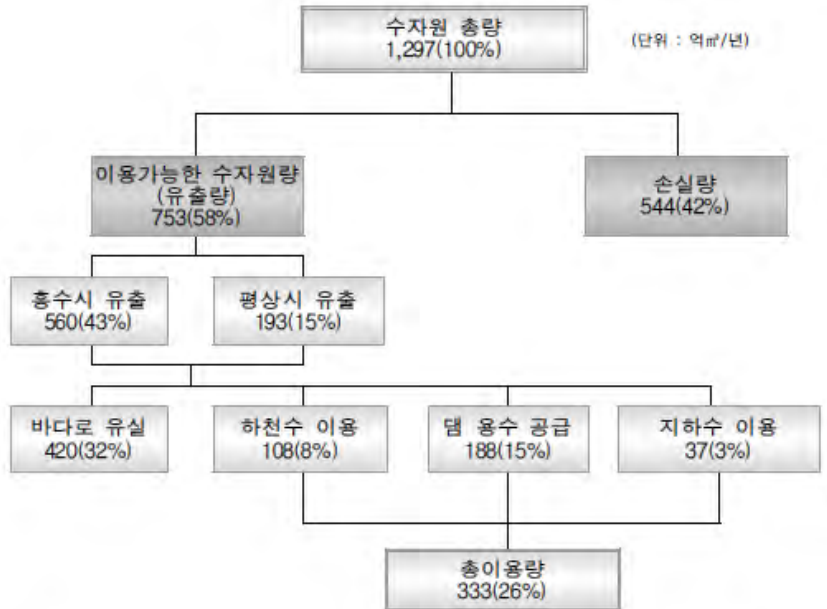 수자원 총량
1,297(100%)
(단위 : 억㎥/년)
이용가능한 수자원량
(유출량)
753(58%)
손실량
544(42%)
홍수시 유출
560(43%)
평상시 유출
193(15%)
바다로 유실
420(32%)
하천수 이용
108(8%)
댐 용수 공급
188(15%)
지하수 이용
37(3%)
총이용량
333(26%)